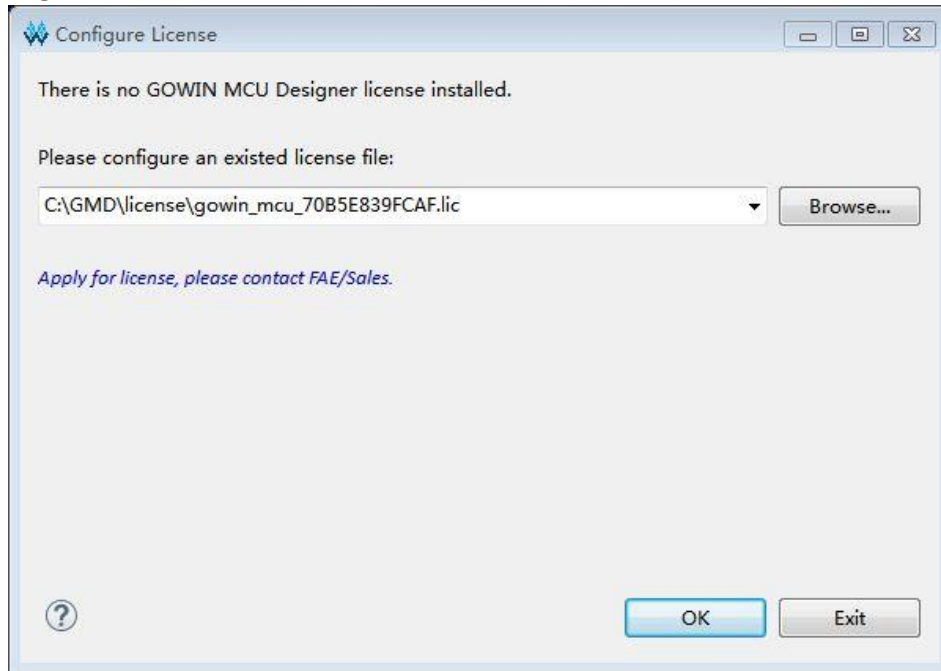 Configure License
There is no GOWIN MCU Designer license installed.
Please configure an existed license file:
C:\GMD\license\gowin_mcu_70B5E839FCAF.lic
Browse...
Apply for license, please contact FAE/Sales.
?
OK
Exit